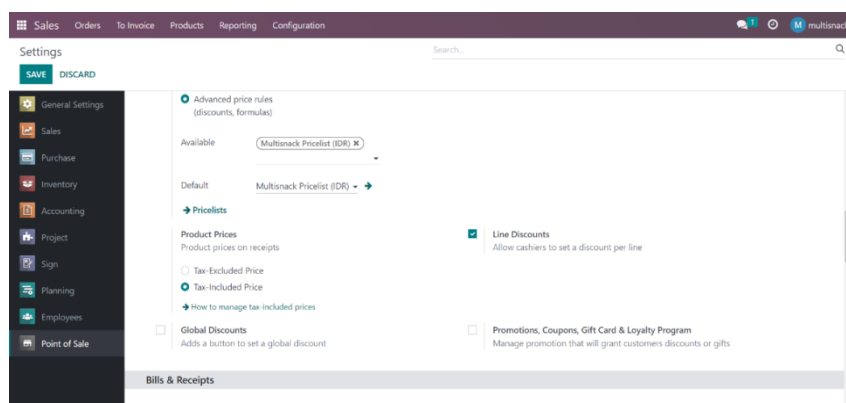 Sales Orders To Invoice Products Reporting Configuration 1 M multisnac
Settings Search...
SAVE DISCARD
General Settings
Sales
Purchase
Inventory
Accounting
Project
Sign
Planning
Employees
Point of Sale
Advanced price rules
(discounts, formulas)
Available Multisnack Pricelist (IDR) ✖
Default Multisnack Pricelist (IDR)
Pricelists
Product Prices
Product prices on receipts
Tax-Excluded Price
Tax-Included Price
How to manage tax-included prices
Line Discounts
Allow cashiers to set a discount per line
Global Discounts
Adds a button to set a global discount
Promotions, Coupons, Gift Card & Loyalty Program
Manage promotion that will grant customers discounts or gifts
Bills & Receipts